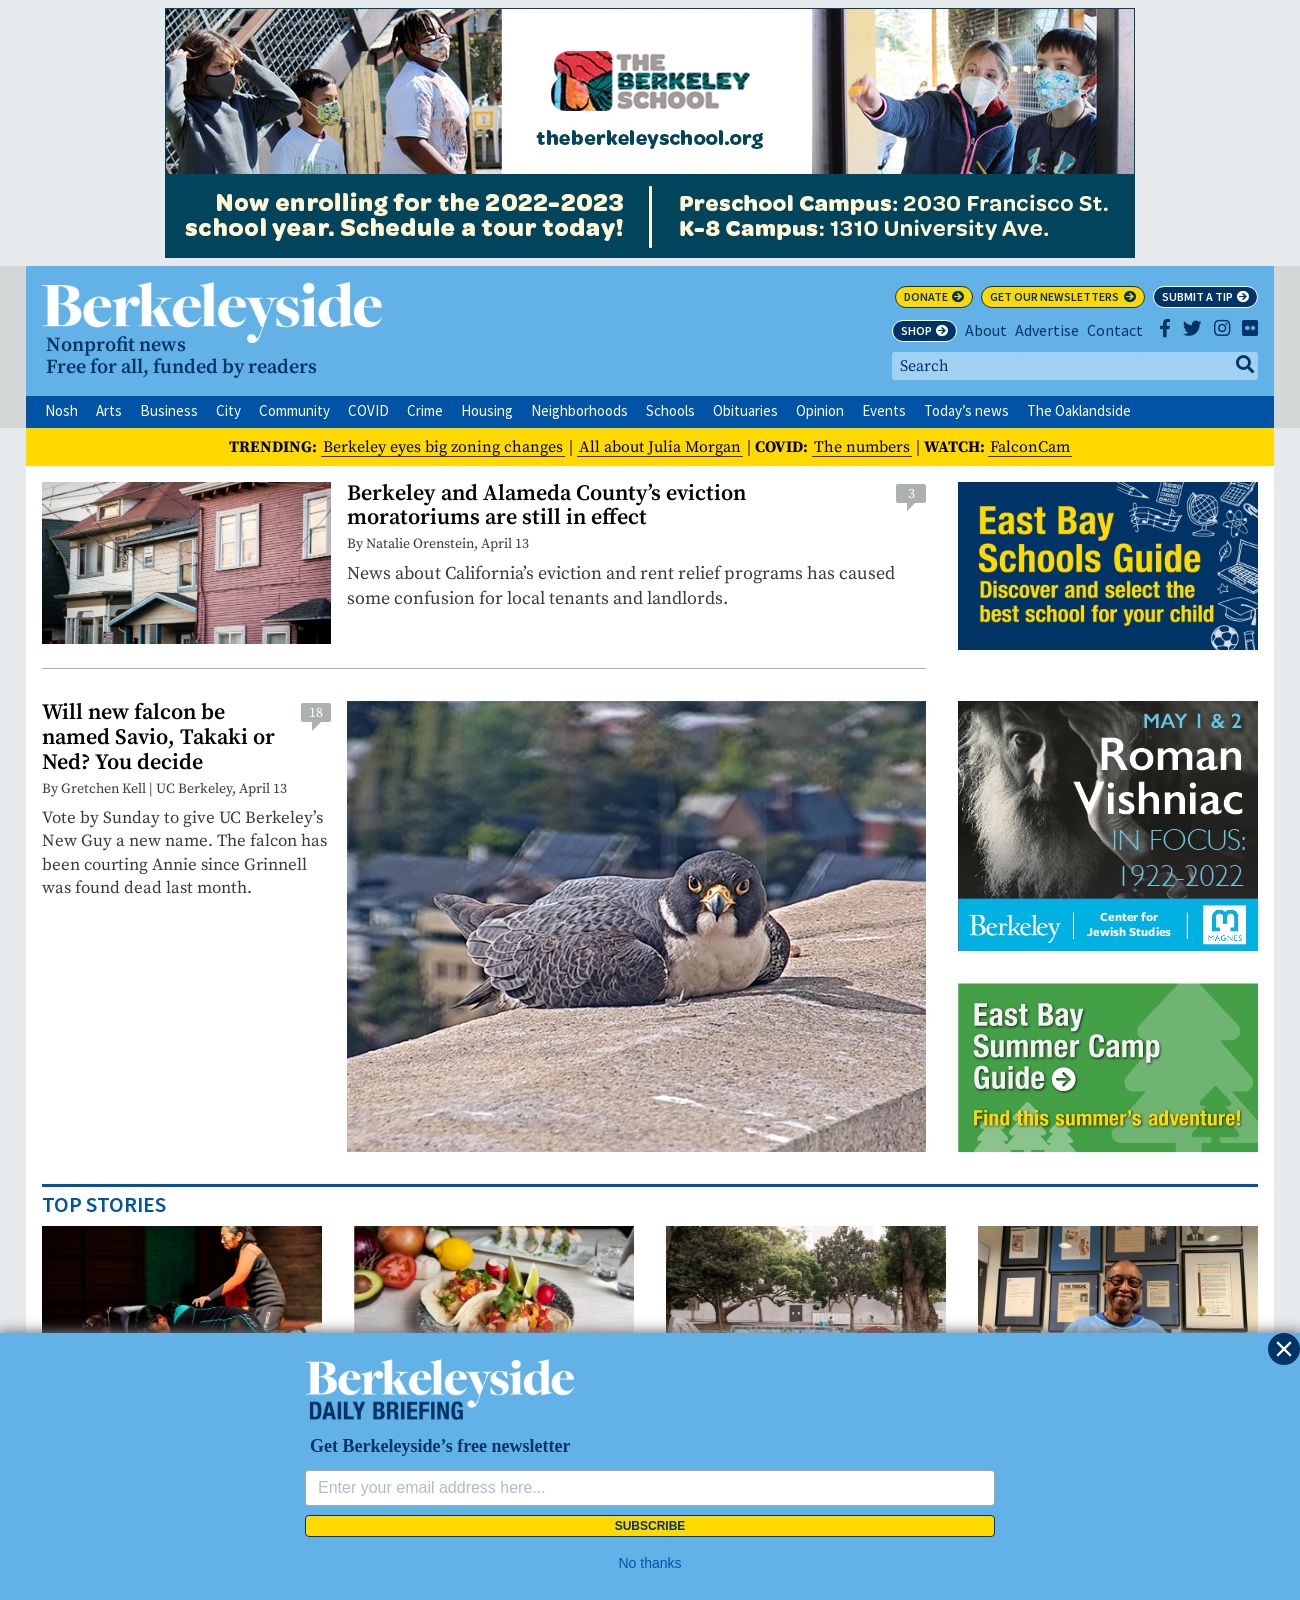 THE
BERKELEY
SCHOOL
theberkeleyschool.org
Now enrolling for the 2022-2023
school year. Schedule a tour today!
Preschool Campus: 2030 Francisco St.
K-8 Campus: 1310 University Ave.
Berkeleyside
Nonprofit news
Free for all, funded by readers
DONATE GET OUR NEWSLETTERS SUBMIT A TIP
SHOP About Advertise Contact
Search
Nosh Arts Business City Community COVID Crime Housing Neighborhoods Schools Obituaries Opinion Events Today’s news The Oaklandside
TRENDING: Berkeley eyes big zoning changes | All about Julia Morgan | COVID: The numbers | WATCH: FalconCam
Berkeley and Alameda County’s eviction
moratoriums are still in effect
3
By Natalie Orenstein, April 13
News about California’s eviction and rent relief programs has caused
some confusion for local tenants and landlords.
East Bay
Schools Guide
Discover and select the
best school for your child
Will new falcon be
named Savio, Takaki or
Ned? You decide
18
By Gretchen Kell | UC Berkeley, April 13
Vote by Sunday to give UC Berkeley’s
New Guy a new name. The falcon has
been courting Annie since Grinnell
was found dead last month.
MAY 1 & 2
Roman
Vishniac
IN FOCUS:
1922-2022
Berkeley
Center for
Jewish Studies
MAGNES
East Bay
Summer Camp
Guide
Find this summer’s adventure!
TOP STORIES
Berkeleyside
DAILY BRIEFING
Get Berkeleyside’s free newsletter
Enter your email address here...
SUBSCRIBE
No thanks